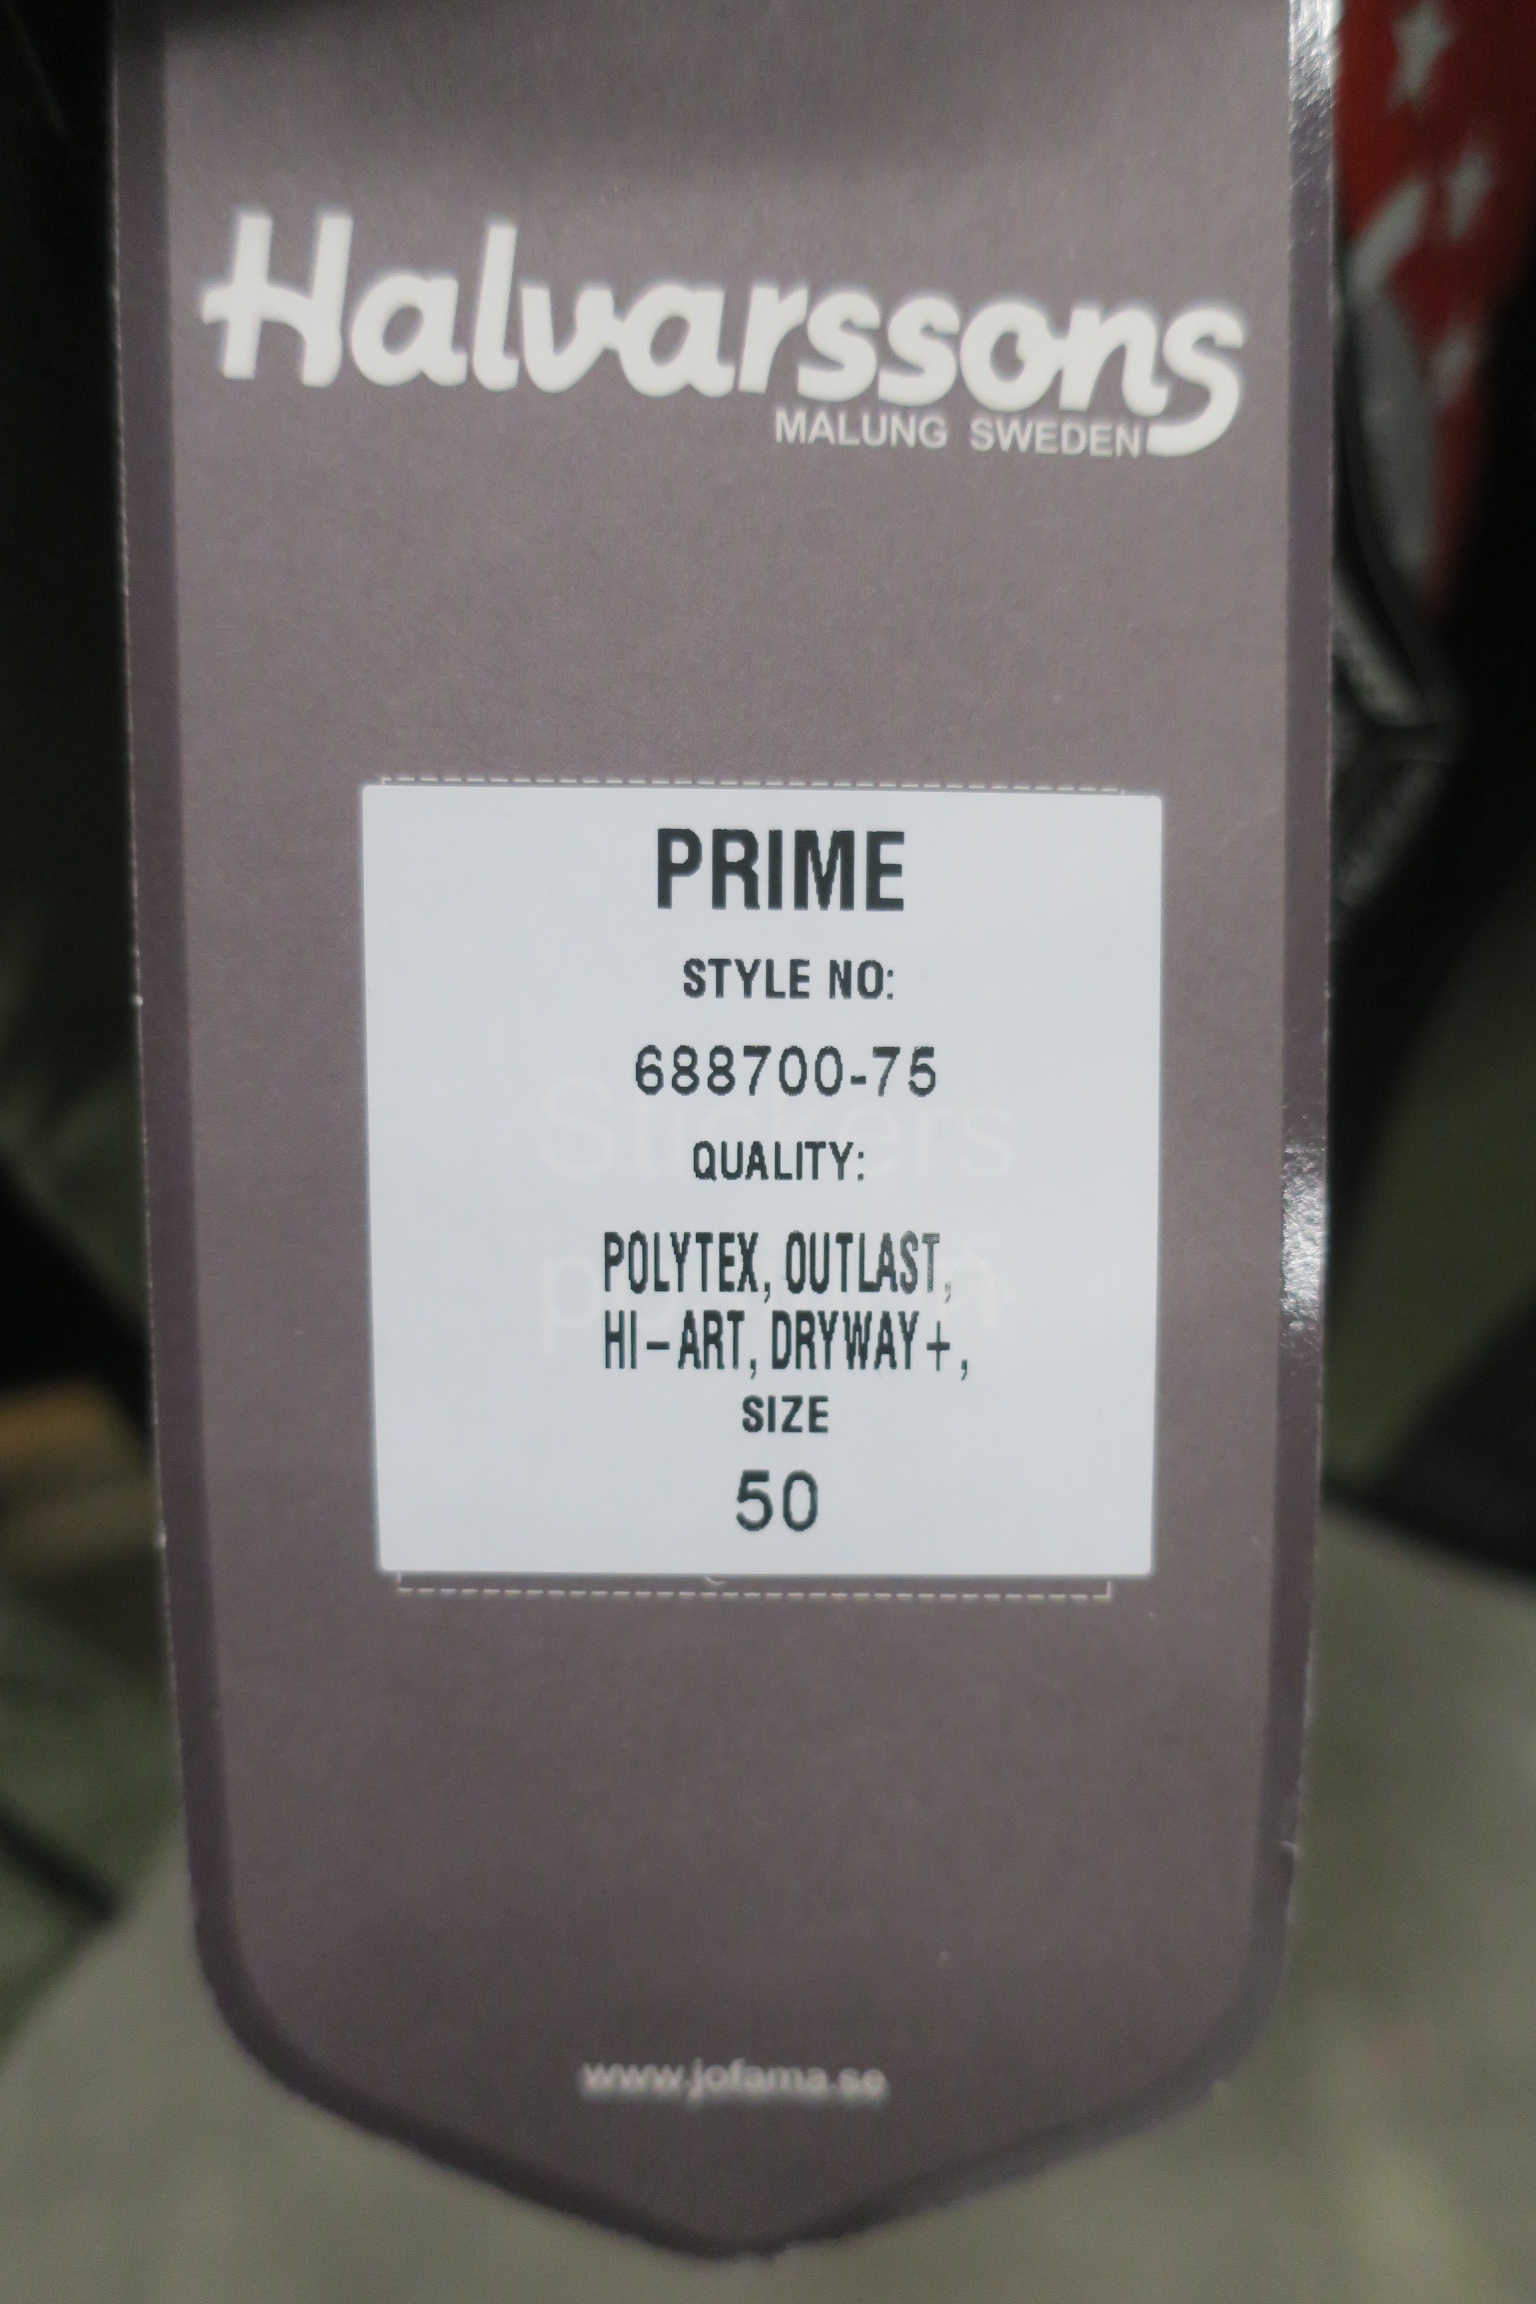 Halvarssons
MALUNG SWEDEN
PRIME
STYLE NO:
688700-75
QUALITY:
POLYTEX, OUTLAST,
HI-ART, DRYWAY+,
SIZE
50
www.jofama.se